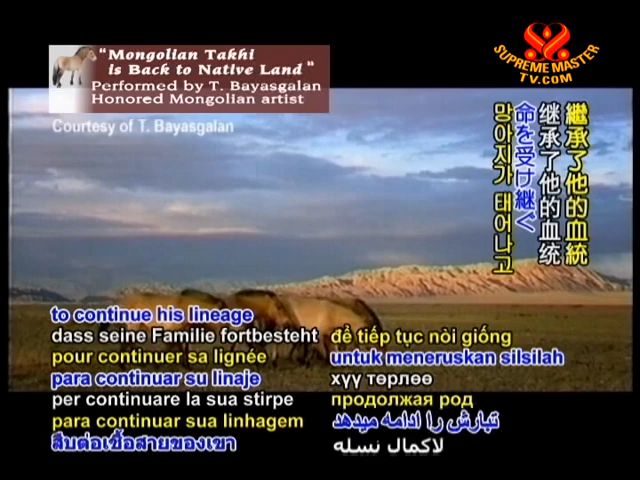 "Mongolian Takhi
is Back to Native Land"
Performed by T. Bayasgalan
Honored Mongolian artist
SUPREME MASTER
TV.COM
Courtesy of T. Bayasgalan
繼承了他的血統
继承了他的血统
命を受け継ぐ
망아지가 태어나고
to continue his lineage
dass seine Familie fortbesteht
pour continuer sa lignée
para continuar su linaje
per continuare la sua stirpe
para continuar sua linhagem
สืบต่อเชื้อสายของเขา
để tiếp tục nòi giống
untuk meneruskan silsilah
хүү төрлөө
продолжая род
تبارش را ادامه میدهد
لاكمال نسله